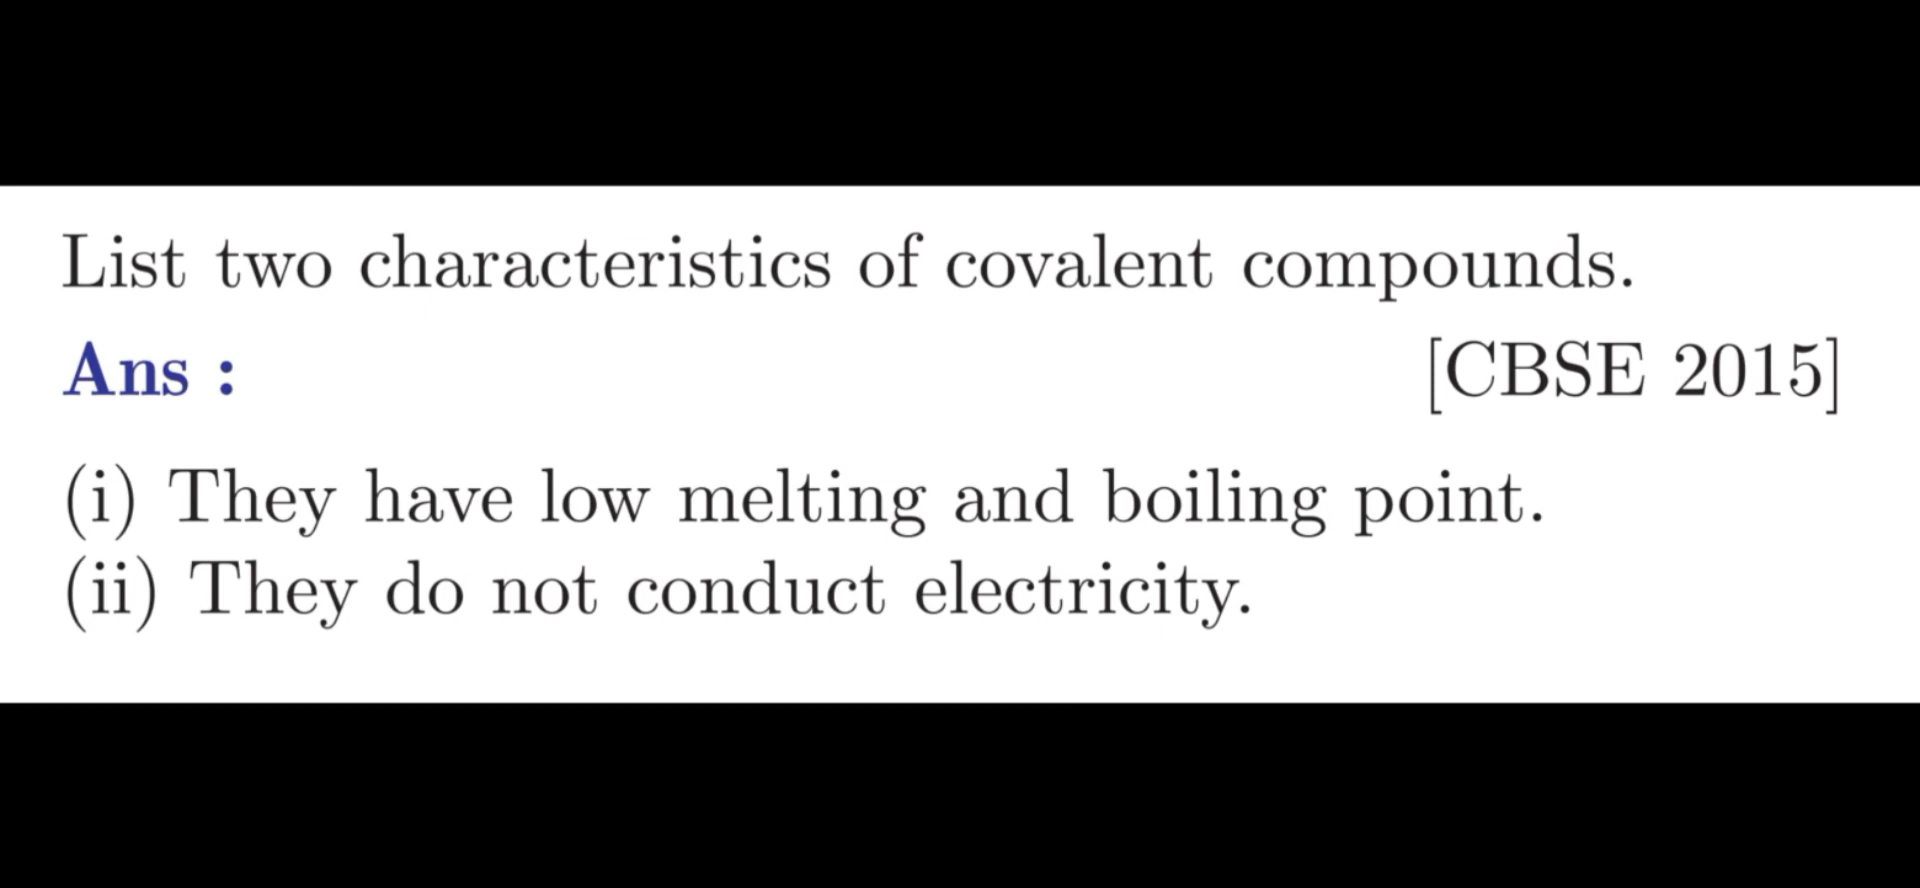 List two characteristics of covalent compounds.
Ans : [CBSE 2015]
(i) They have low melting and boiling point.
(ii) They do not conduct electricity.